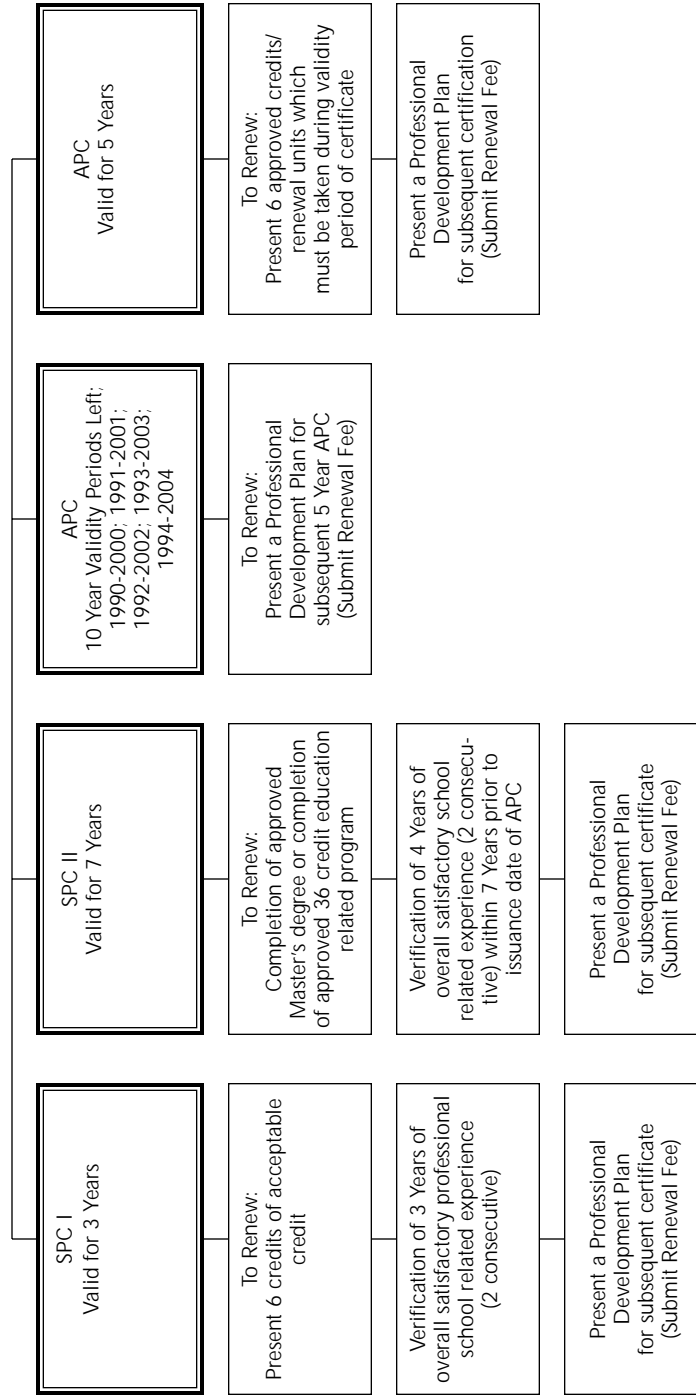 SPC I
Valid for 3 Years
To Renew:
Present 6 credits of acceptable
credit
Verification of 3 Years of
overall satisfactory professional
school related experience
(2 consecutive)
Present a Professional
Development Plan
for subsequent certificate
(Submit Renewal Fee)
SPC II
Valid for 7 Years
To Renew:
Completion of approved
Master's degree or completion
of approved 36 credit education
related program
Verification of 4 Years of
overall satisfactory school
related experience (2 consecu-
tive) within 7 Years prior to
issuance date of APC
Present a Professional
Development Plan
for subsequent certificate
(Submit Renewal Fee)
APC
10 Year Validity Periods Left;
1990-2000; 1991-2001;
1992-2002; 1993-2003;
1994-2004
To Renew:
Present a Professional
Development Plan for
subsequent 5 Year APC
(Submit Renewal Fee)
APC
Valid for 5 Years
To Renew:
Present 6 approved credits/
renewal units which
must be taken during validity
period of certificate
Present a Professional
Development Plan
for subsequent certification
(Submit Renewal Fee)